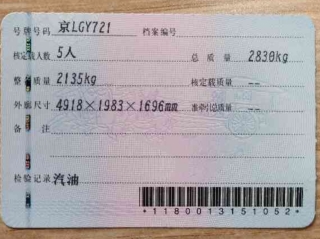 号牌号码 京LGY721 档案编号
核定载人数 5人 总质量 2830kg
整备质量 2135kg 核定载质量 --
外廓尺寸 4918×1983×1696mm 准牵引总质量 --
备注
检验记录 汽油
*1180013151052*